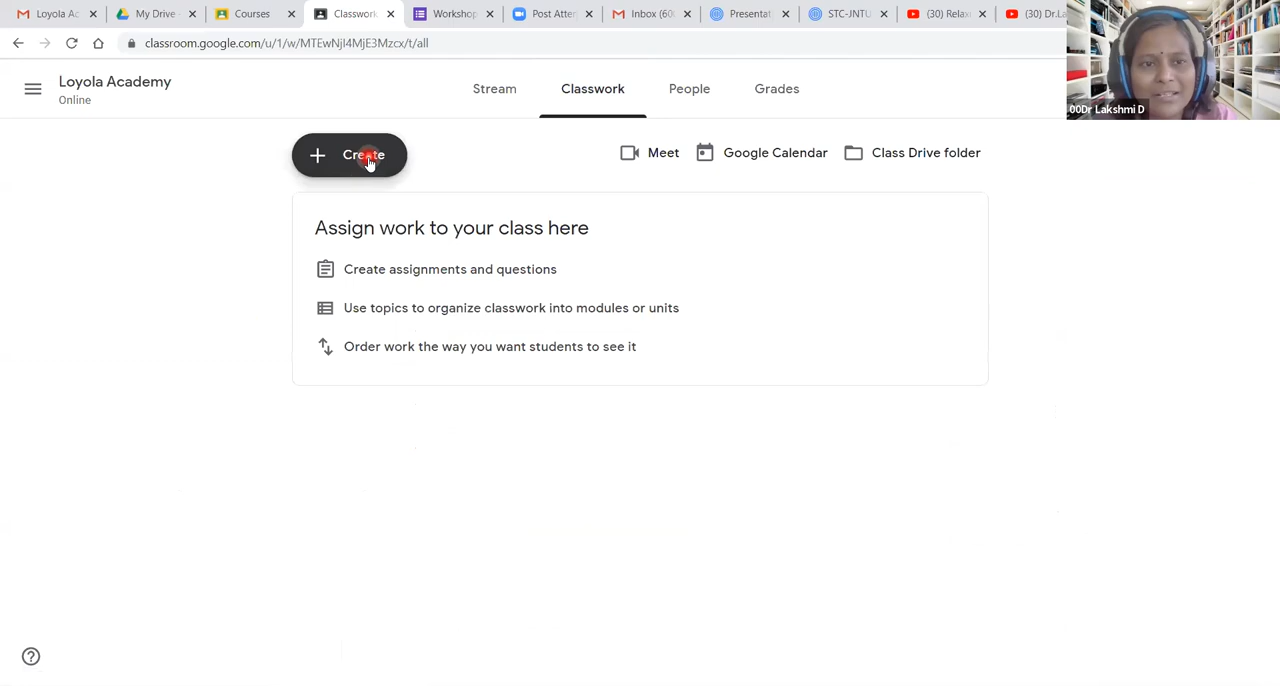 Loyola Ac
My Drive
Courses
Classwork
Workshop
Post Atter
Inbox (60
Presentat
STC-JNTU
(30) Relax
(30) Dr.La
classroom.google.com/u/1/w/MTEwNjI4MjE3Mzcx/t/all
Loyola Academy
Online
Stream
Classwork
People
Grades
00Dr Lakshmi D
Create
Meet
Google Calendar
Class Drive folder
Assign work to your class here
Create assignments and questions
Use topics to organize classwork into modules or units
Order work the way you want students to see it